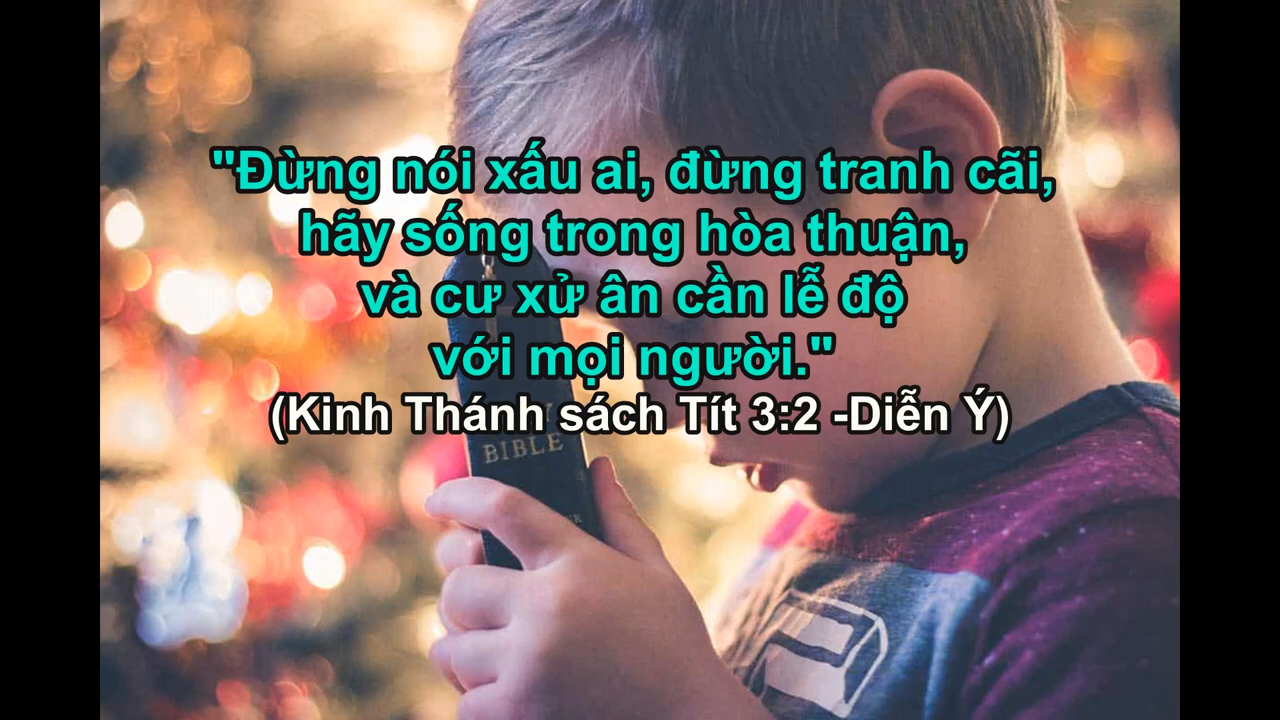 "Đừng nói xấu ai, đừng tranh cãi,
hãy sống trong hòa thuận,
và cư xử ân cần lễ độ
với mọi người."
(Kinh Thánh sách Tít 3:2 -Diễn Ý)
BIBLE